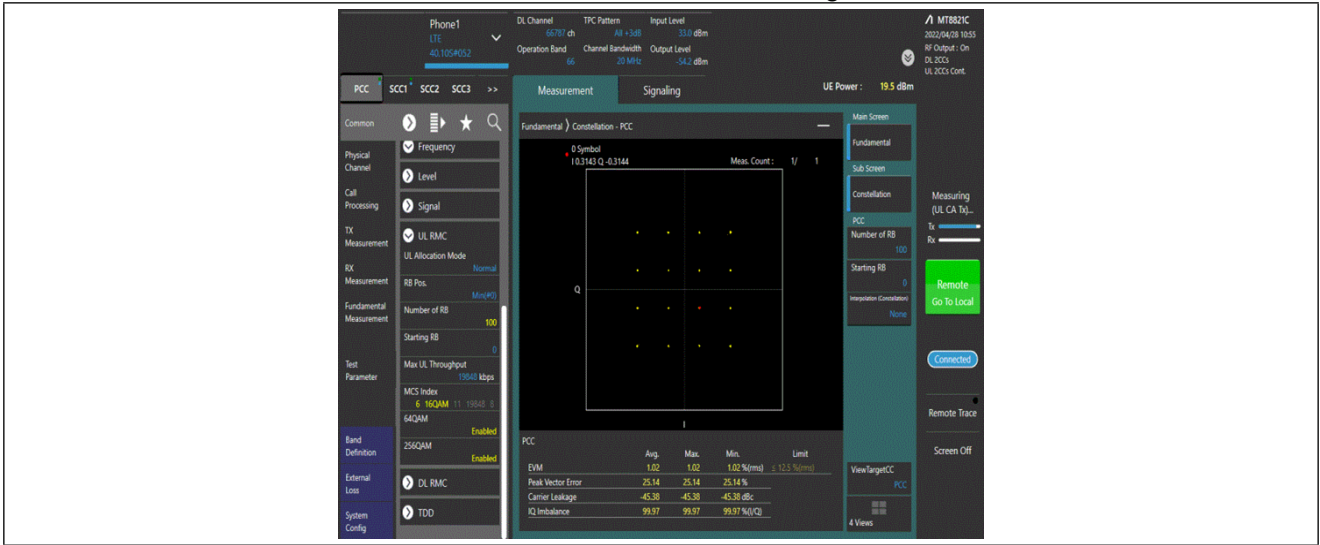 Phone1
LTE
40.10S#052
DL Channel TPC Pattern Input Level
66787 ch All +3dB 33.0 dBm
Operation Band Channel Bandwidth Output Level
66 20 MHz -54.2 dBm
MT8821C
2022/04/28 10:55
RF Output : On
DL 2CCs
UL 2CCs Cont.
PCC SCC1 SCC2 SCC3 >>
Measurement Signaling
UE Power : 19.5 dBm
Common
Physical
Channel
Call
Processing
TX
Measurement
RX
Measurement
Fundamental
Measurement
Test
Parameter
Band
Definition
External
Loss
System
Config
Frequency
Level
Signal
UL RMC
UL Allocation Mode
Normal
RB Pos.
Min(#0)
Number of RB
100
Starting RB
0
Max UL Throughput
19848 kbps
MCS Index
6 16QAM 11 19848 0
64QAM
Enabled
256QAM
Enabled
DL RMC
TDD
Fundamental Constellation - PCC
0 Symbol
I 0.3143 Q -0.3144 Meas. Count : 1/ 1
Q
I
PCC
Avg. Max. Min. Limit
EVM 1.02 1.02 1.02 %(rms) ≤ 12.5 %(rms)
Peak Vector Error 25.14 25.14 25.14 %
Carrier Leakage -45.38 -45.38 -45.38 dBc
IQ Imbalance 99.97 99.97 99.97 %(I/Q)
Main Screen
Fundamental
Sub Screen
Constellation
PCC
Number of RB
100
Starting RB
0
Interpolation (Constellation)
None
ViewTargetCC
PCC
4 Views
Measuring
(UL CA Tx)...
Tx
Rx
Remote
Go To Local
Connected
Remote Trace
Screen Off